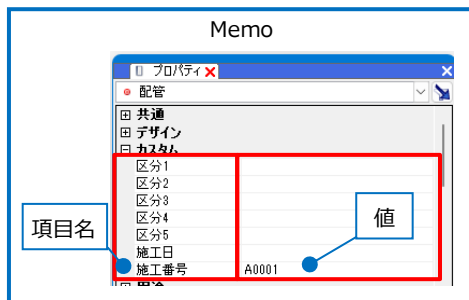 Memo
プロパティ
配管
共通
デザイン
カスタム
区分1
区分2
区分3
区分4
区分5
施工日
施工番号 A0001
用途
項目名
値